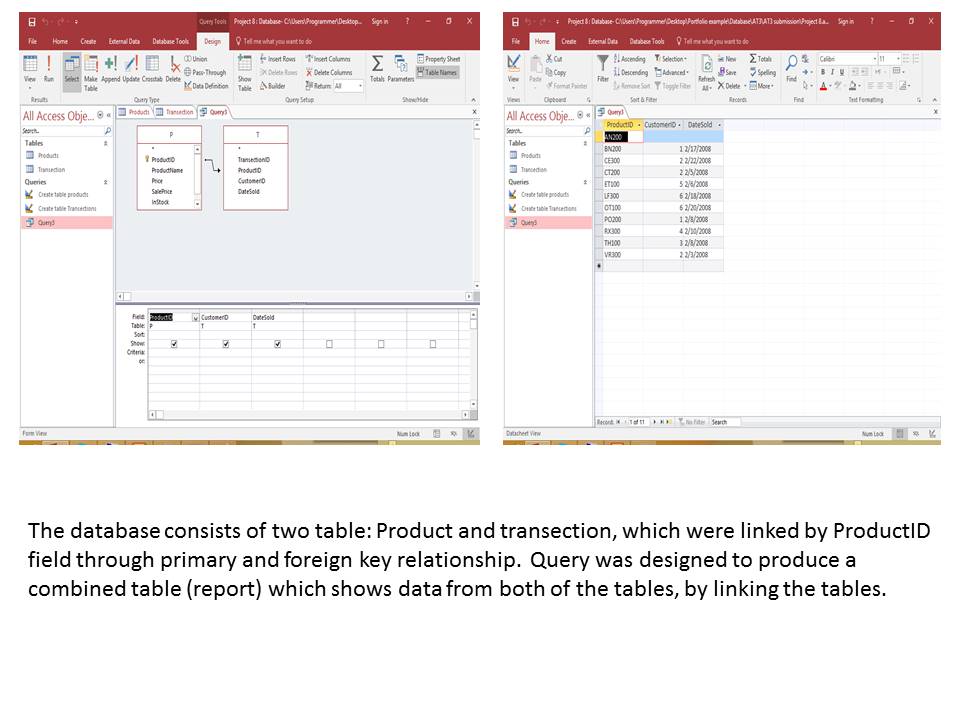 Query Tools
Project 8 : Database- C:\Users\Programmer\Desktop...
Sign in
?
File
Home
Create
External Data
Database Tools
Design
Tell me what you want to do
View
Run
Select
Make Table
Append
Update
Crosstab
Delete
Union
Pass-Through
Data Definition
Show Table
Insert Rows
Delete Rows
Builder
Insert Columns
Delete Columns
Return: All
Totals
Parameters
Property Sheet
Table Names
Results
Query Type
Query Setup
Show/Hide
All Access Obje...
Search..
Tables
Products
Transection
Queries
Create table products
Create table Transections
Query3
Products
Transection
Query3
P
*
ProductID
ProductName
Price
SalePrice
InStock
T
*
TransectionID
ProductID
CustomerID
DateSold
Field: ProductID CustomerID DateSold
Table: P T T
Sort:
Show:
Criteria:
or:
Form View
Num Lock
Project 8 : Database- C:\Users\Programmer\Desktop\Portfolio example\Database\AT3\AT3 submission\Project 8.a...
Sign in
?
File
Home
Create
External Data
Database Tools
Tell me what you want to do
View
Paste
Cut
Copy
Format Painter
Filter
Ascending
Descending
Remove Sort
Selection
Advanced
Toggle Filter
Refresh All
New
Save
Delete
Totals
Spelling
More
Find
Calibri
11
B I U
Views
Clipboard
Sort & Filter
Records
Find
Text Formatting
All Access Obje...
Search..
Tables
Products
Transection
Queries
Create table products
Create table Transections
Query3
Query3
ProductID CustomerID DateSold
AN200
BN200 1 2/17/2008
CE300 2 2/22/2008
CT200 2 2/5/2008
ET100 5 2/6/2008
LF300 6 2/18/2008
OT100 6 2/20/2008
PO200 1 2/8/2008
RX300 4 2/10/2008
TH100 3 2/8/2008
VR300 2 2/3/2008
Record: 1 of 11 No Filter Search
Datasheet View
Num Lock
The database consists of two table: Product and transection, which were linked by ProductID
field through primary and foreign key relationship. Query was designed to produce a
combined table (report) which shows data from both of the tables, by linking the tables.